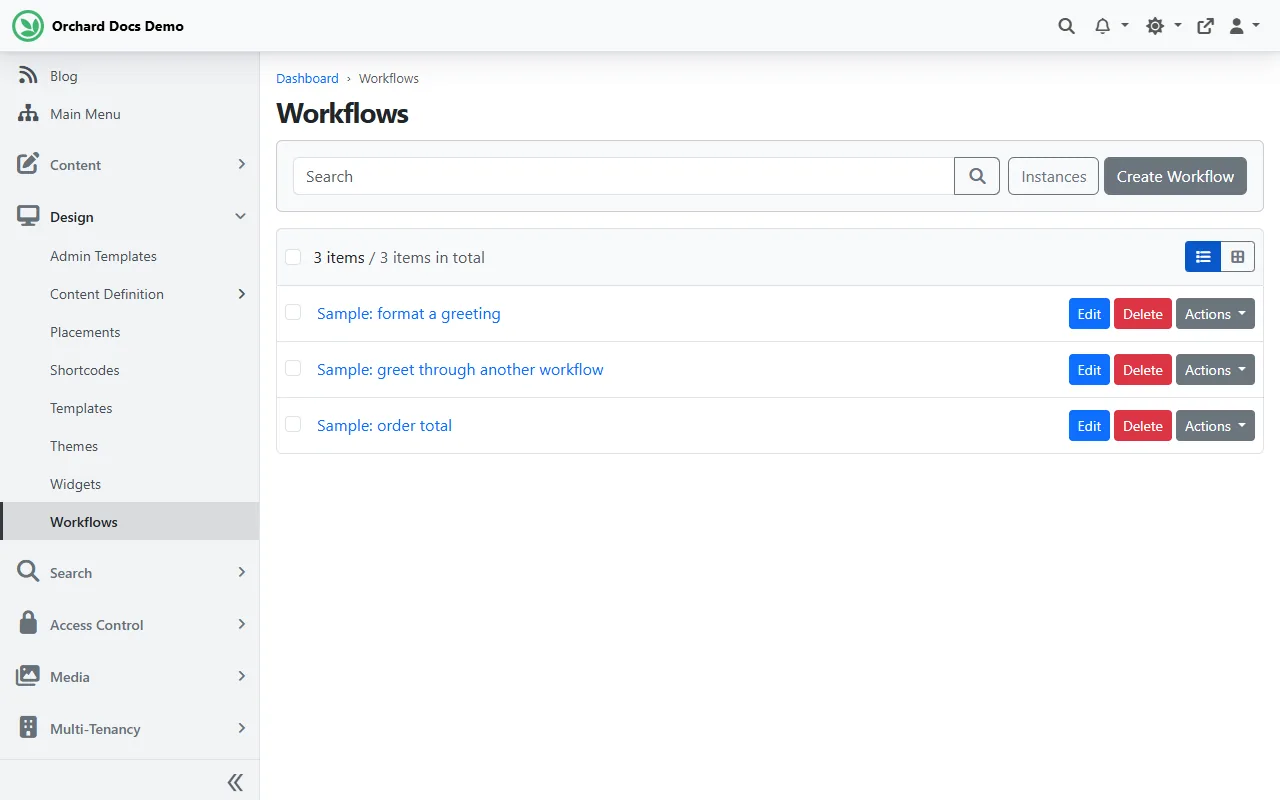 Orchard Docs Demo
Blog
Main Menu
Content
Design
Admin Templates
Content Definition
Placements
Shortcodes
Templates
Themes
Widgets
Workflows
Search
Access Control
Media
Multi-Tenancy
Dashboard › Workflows
Workflows
Search Instances Create Workflow
3 items / 3 items in total
Sample: format a greeting Edit Delete Actions
Sample: greet through another workflow Edit Delete Actions
Sample: order total Edit Delete Actions